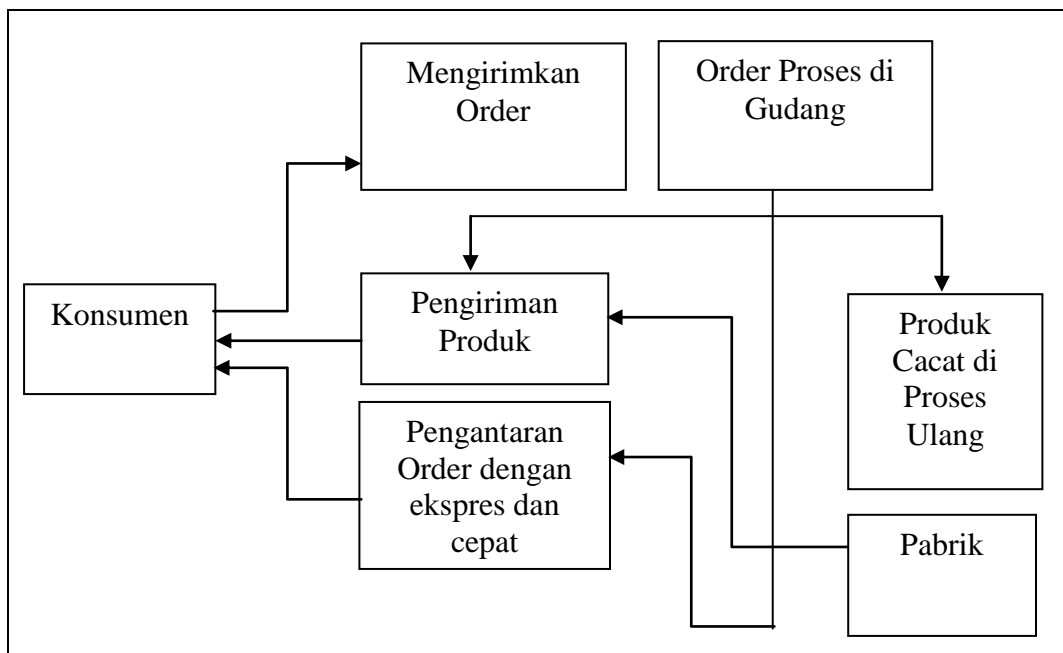 Mengirimkan
Order
Order Proses di
Gudang
Konsumen
Pengiriman
Produk
Produk
Cacat di
Proses
Ulang
Pengantaran
Order dengan
ekspres dan
cepat
Pabrik